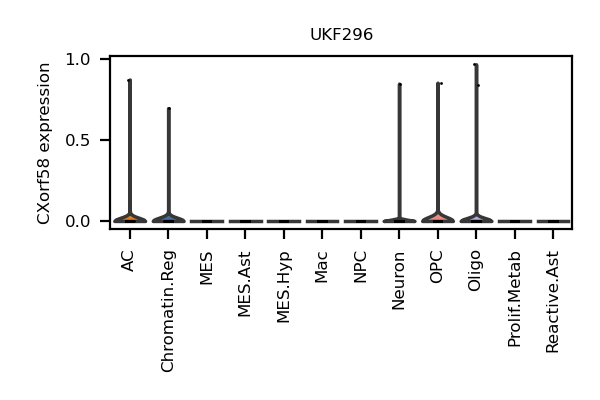 UKF296
CXorf58 expression
1.0
0.5
0.0
AC
Chromatin.Reg
MES
MES.Ast
MES.Hyp
Mac
NPC
Neuron
OPC
Oligo
Prolif.Metab
Reactive.Ast